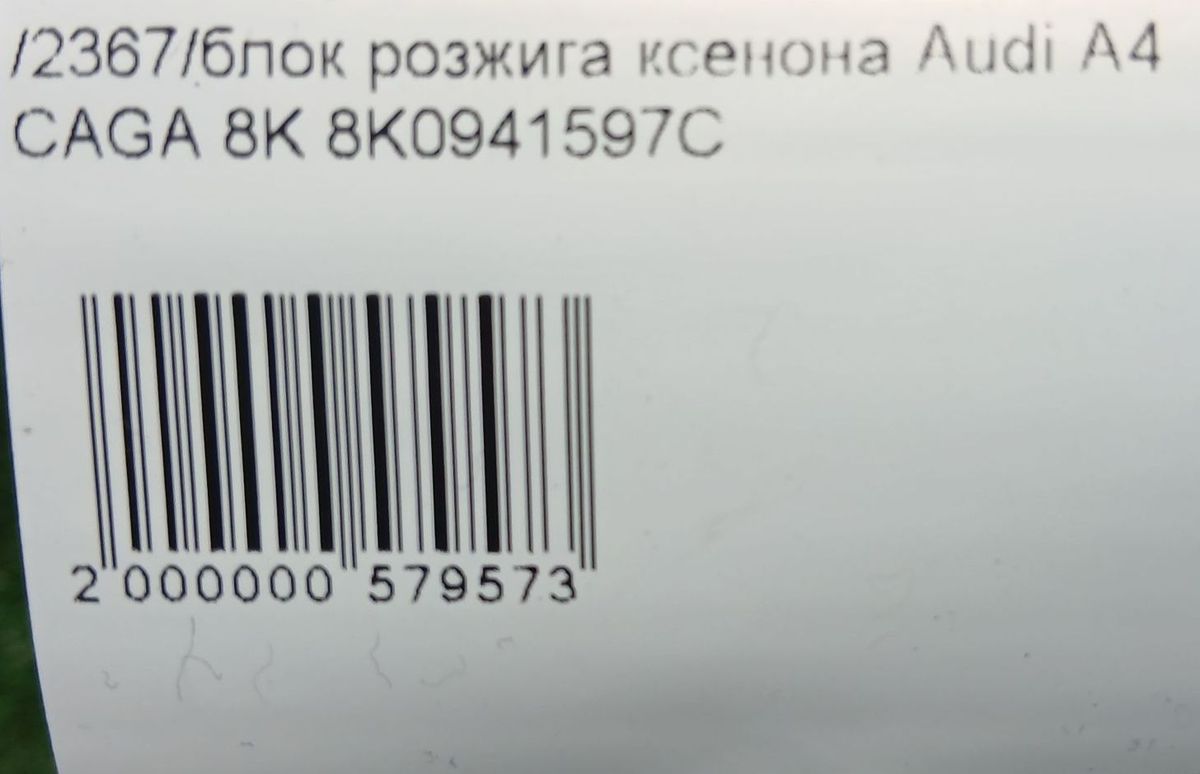 /2367/блок розжига ксенона Audi A4
CAGA 8K 8K0941597C
2 000000 579573